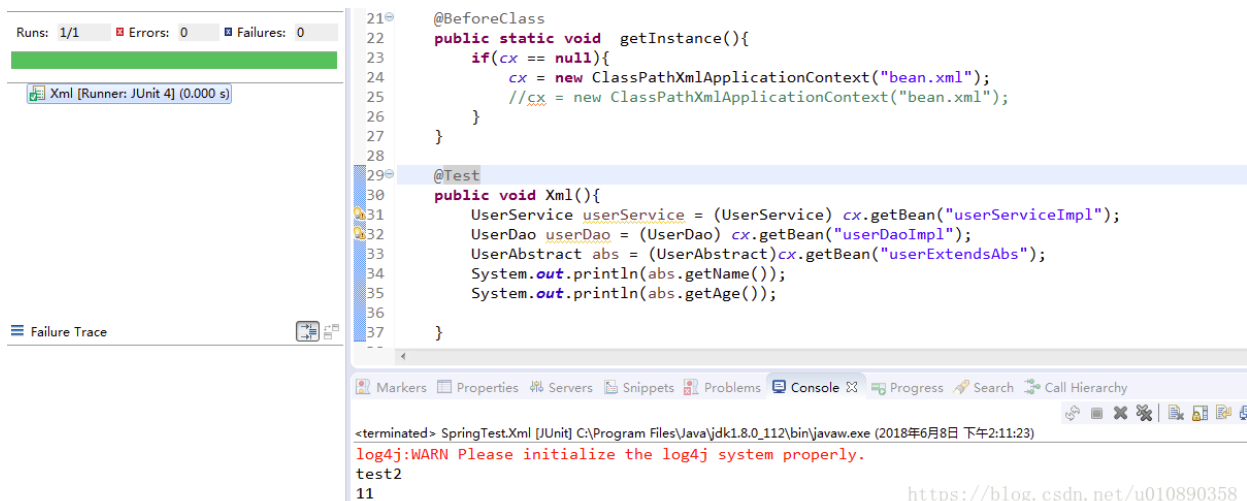 Runs: 1/1 Errors: 0 Failures: 0
Xml [Runner: JUnit 4] (0.000 s)
Failure Trace
21 @BeforeClass
22 public static void getInstance(){
23 if(cx == null){
24 cx = new ClassPathXmlApplicationContext("bean.xml");
25 //cx = new ClassPathXmlApplicationContext("bean.xml");
26 }
27 }
28
29 @Test
30 public void Xml(){
31 UserService userService = (UserService) cx.getBean("userServiceImpl");
32 UserDao userDao = (UserDao) cx.getBean("userDaoImpl");
33 UserAbstract abs = (UserAbstract)cx.getBean("userExtendsAbs");
34 System.out.println(abs.getName());
35 System.out.println(abs.getAge());
36
37 }
Markers Properties Servers Snippets Problems Console Progress Search Call Hierarchy
<terminated> SpringTest.Xml [JUnit] C:\Program Files\Java\jdk1.8.0_112\bin\javaw.exe (2018年6月8日 下午2:11:23)
log4j:WARN Please initialize the log4j system properly.
test2
11
https://blog.csdn.net/u010890358